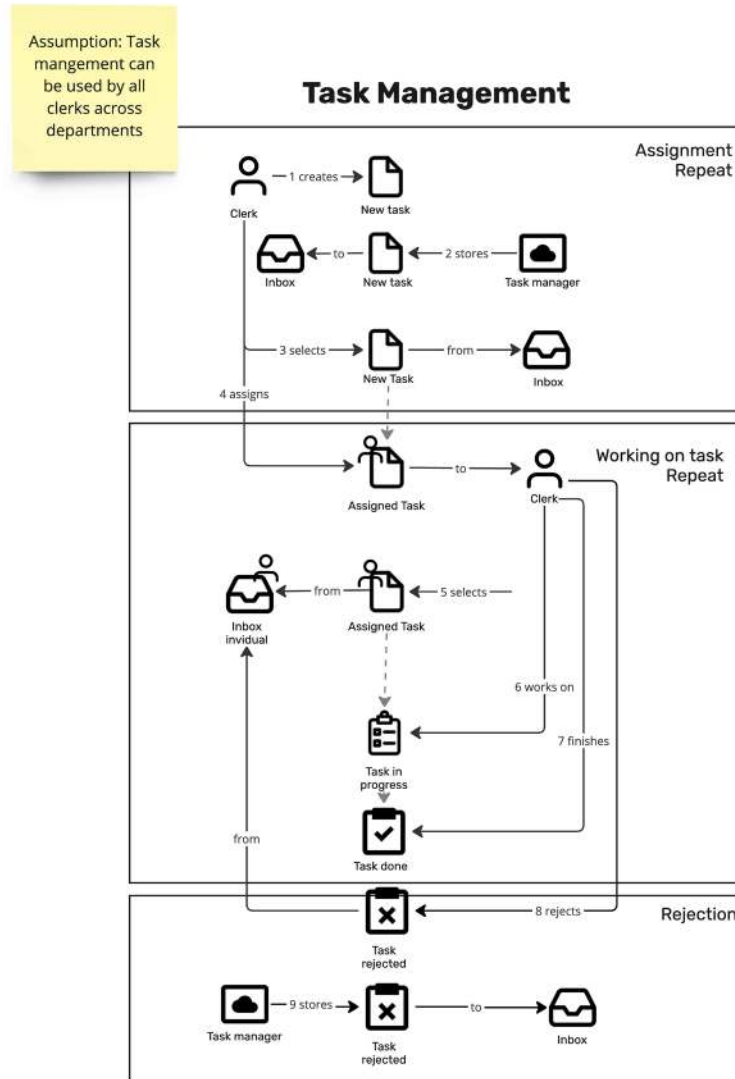 Assumption: Task
mangement can
be used by all
clerks across
departments
Task Management
Assignment
Repeat
1 creates
Clerk
New task
to
2 stores
Inbox
New task
Task manager
3 selects
from
New Task
Inbox
4 assigns
Working on task
Repeat
to
Assigned Task
Clerk
from
5 selects
Inbox
invidual
Assigned Task
6 works on
7 finishes
Task in
progress
from
Task done
Rejection
8 rejects
Task
rejected
9 stores
to
Task manager
Task
rejected
Inbox